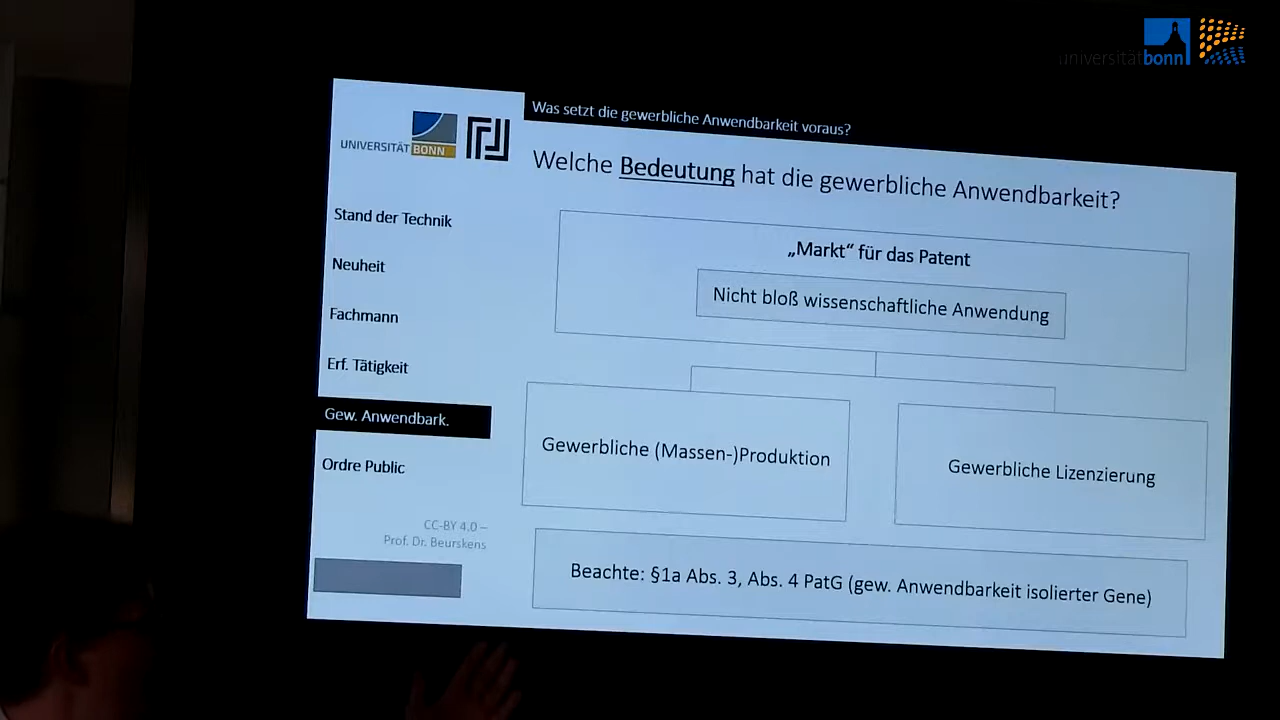 universitätbonn
Was setzt die gewerbliche Anwendbarkeit voraus?
UNIVERSITÄT BONN
Welche Bedeutung hat die gewerbliche Anwendbarkeit?
Stand der Technik
Neuheit
Fachmann
Erf. Tätigkeit
Gew. Anwendbark.
Ordre Public
CC-BY 4.0 –
Prof. Dr. Beurskens
„Markt“ für das Patent
Nicht bloß wissenschaftliche Anwendung
Gewerbliche (Massen-)Produktion
Gewerbliche Lizenzierung
Beachte: §1a Abs. 3, Abs. 4 PatG (gew. Anwendbarkeit isolierter Gene)